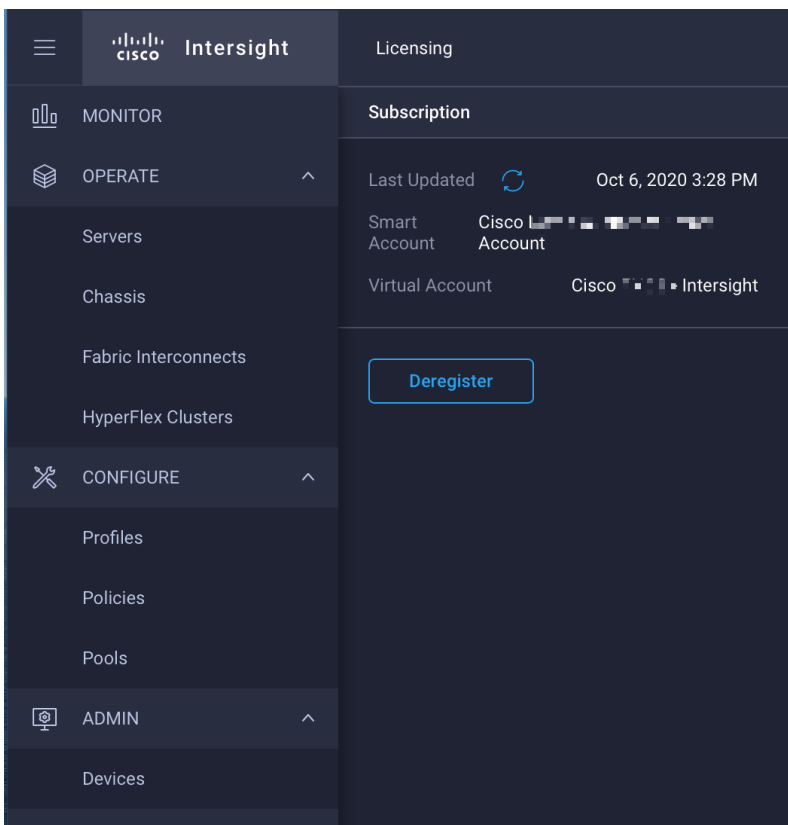 CISCO Intersight
Licensing
MONITOR
OPERATE
Servers
Chassis
Fabric Interconnects
HyperFlex Clusters
CONFIGURE
Profiles
Policies
Pools
ADMIN
Devices
Subscription
Last Updated Oct 6, 2020 3:28 PM
Smart Account Cisco
Account
Virtual Account Cisco Intersight
Deregister